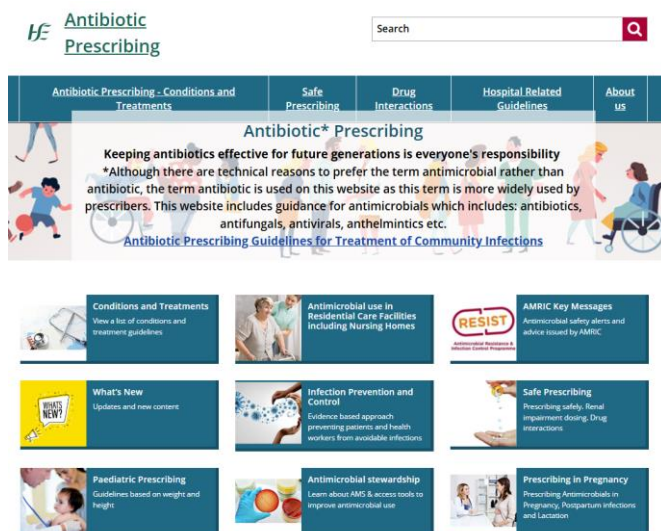 HE
Antibiotic
Prescribing
Search
Antibiotic Prescribing - Conditions and
Treatments
Safe
Prescribing
Drug
Interactions
Hospital Related
Guidelines
About
us
Antibiotic* Prescribing
Keeping antibiotics effective for future generations is everyone's responsibility
*Although there are technical reasons to prefer the term antimicrobial rather than
antibiotic, the term antibiotic is used on this website as this term is more widely used by
prescribers. This website includes guidance for antimicrobials which includes: antibiotics,
antifungals, antivirals, anthelmintics etc.
Antibiotic Prescribing Guidelines for Treatment of Community Infections
Conditions and Treatments
View a list of conditions and
treatment guidelines
Antimicrobial use in
Residential Care Facilities
including Nursing Homes
RESIST
Antimicrobial Resistance &
Infection Control Programme
AMRIC Key Messages
Antimicrobial safety alerts and
advice issued by AMRIC
WHATS
NEW?
What's New
Updates and new content
Infection Prevention and
Control
Evidence based approach
preventing patients and health
workers from avoidable infections
Safe Prescribing
Prescribing safely. Renal
impairment dosing. Drug
interactions
Paediatric Prescribing
Guidelines based on weight and
height
Antimicrobial stewardship
Learn about AMS & access tools to
improve antimicrobial use
Prescribing in Pregnancy
Prescribing Antimicrobials in
Pregnancy, Postpartum infections
and Lactation